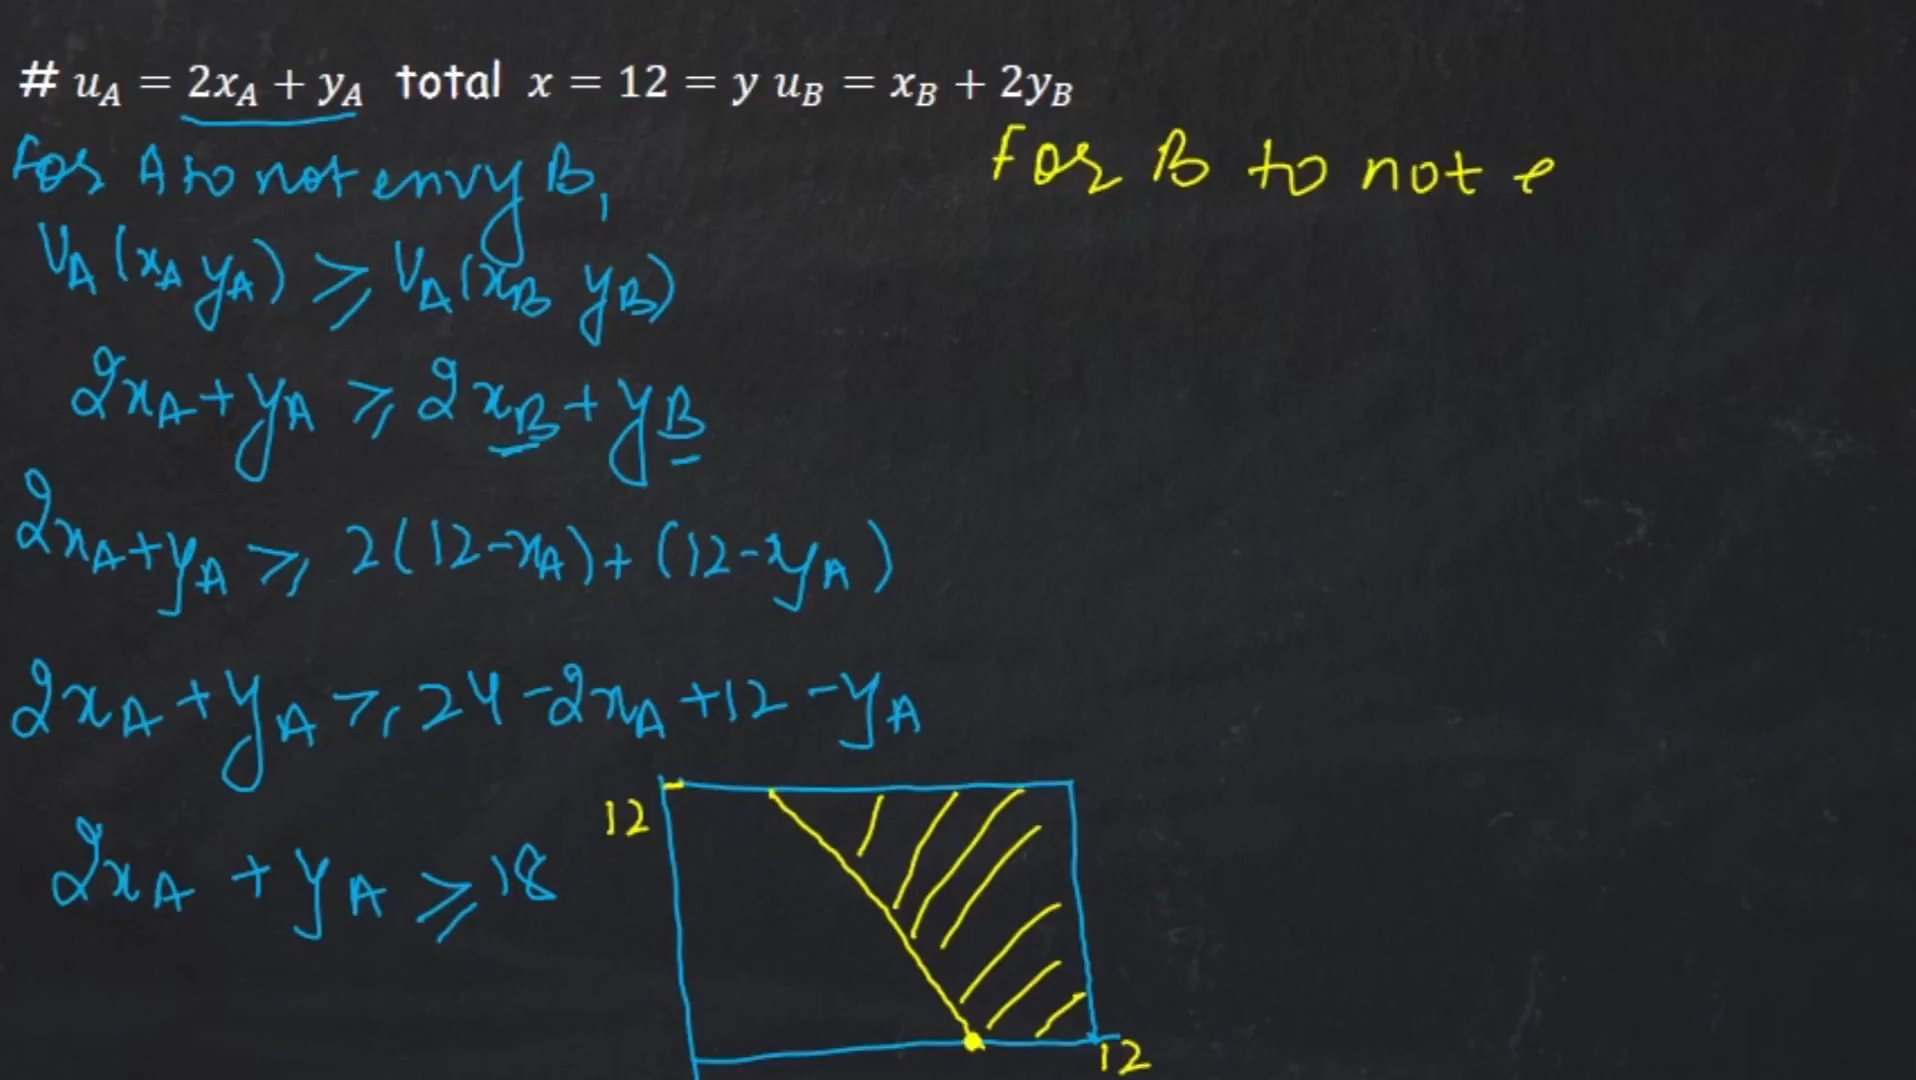 # u_A = 2x_A + y_A total x = 12 = y u_B = x_B + 2y_B
For A to not envy B,
U_A (x_A y_A) ≥ U_A (x_B y_B)
2x_A + y_A ≥ 2x_B + y_B
2x_A + y_A ≥ 2(12-x_A) + (12-y_A)
2x_A + y_A ≥ 24 - 2x_A + 12 - y_A
2x_A + y_A ≥ 18
12
12
For B to not e